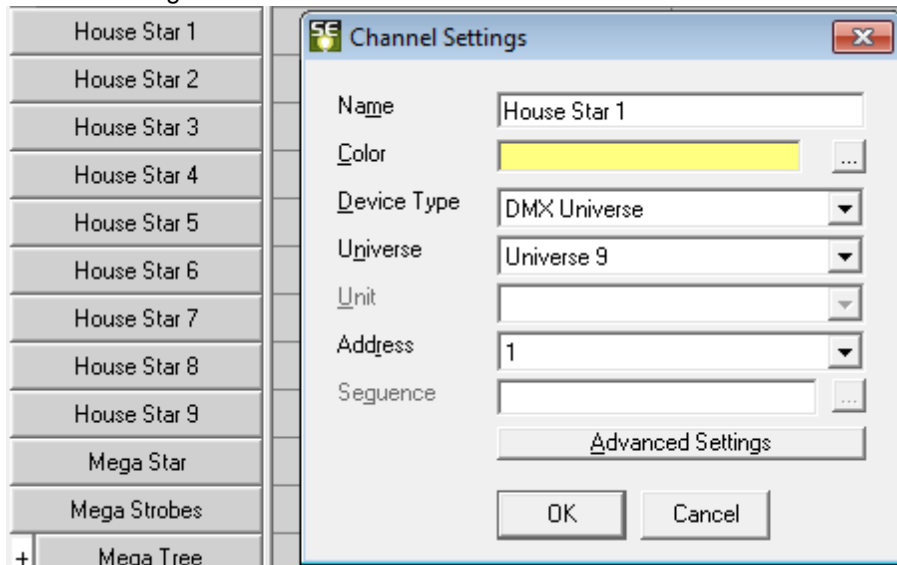 House Star 1
House Star 2
House Star 3
House Star 4
House Star 5
House Star 6
House Star 7
House Star 8
House Star 9
Mega Star
Mega Strobes
+ Mega Tree
SE Channel Settings
Name House Star 1
Color ...
Device Type DMX Universe
Universe Universe 9
Unit
Address 1
Sequence ...
Advanced Settings
OK Cancel